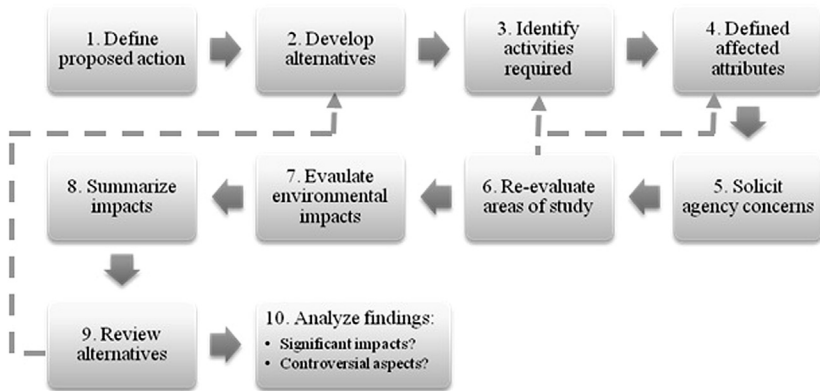 1. Define
proposed action
2. Develop
alternatives
3. Identify
activities
required
4. Defined
affected
attributes
5. Solicit
agency concerns
6. Re-evaluate
areas of study
7. Evaulate
environmental
impacts
8. Summarize
impacts
9. Review
alternatives
10. Analyze findings:
• Significant impacts?
• Controversial aspects?